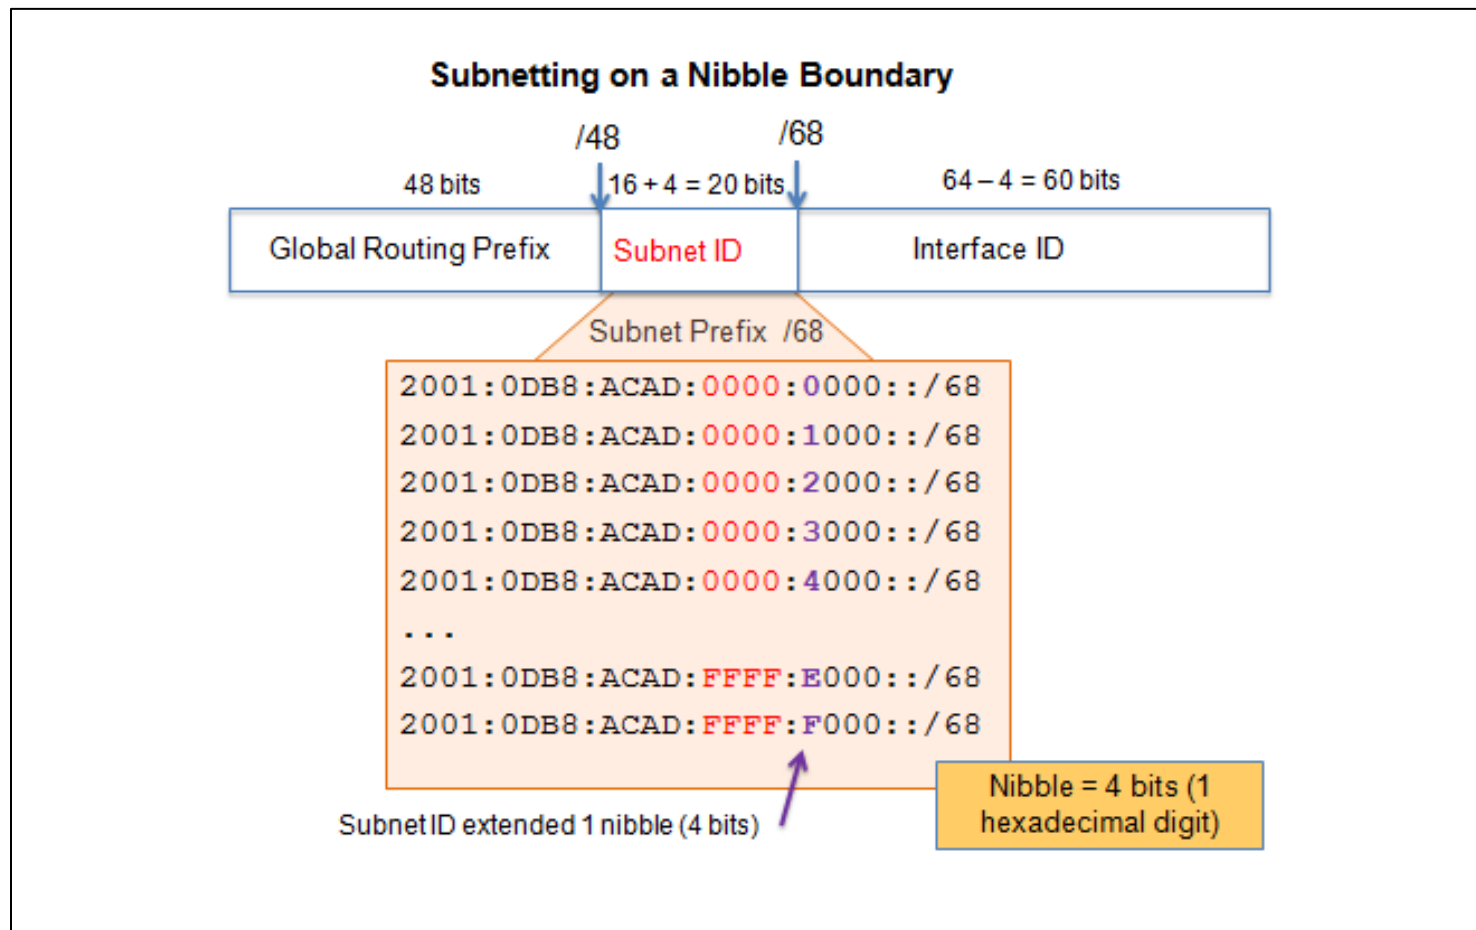 Subnetting on a Nibble Boundary
/48
/68
48 bits
16 + 4 = 20 bits
64 – 4 = 60 bits
Global Routing Prefix
Subnet ID
Interface ID
Subnet Prefix /68
2001:0DB8:ACAD:0000:0000::/68
2001:0DB8:ACAD:0000:1000::/68
2001:0DB8:ACAD:0000:2000::/68
2001:0DB8:ACAD:0000:3000::/68
2001:0DB8:ACAD:0000:4000::/68
...
2001:0DB8:ACAD:FFFF:E000::/68
2001:0DB8:ACAD:FFFF:F000::/68
Subnet ID extended 1 nibble (4 bits)
Nibble = 4 bits (1
hexadecimal digit)